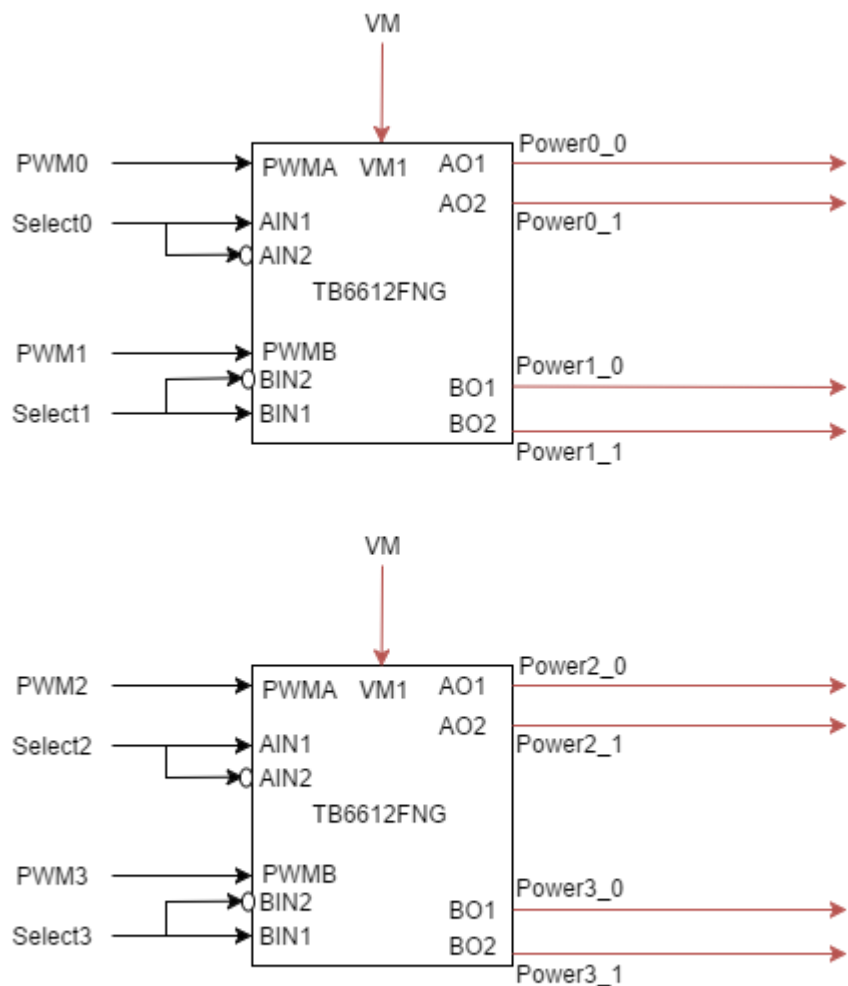 VM
PWM0
PWMA
VM1
AO1
Power0_0
Select0
AIN1
AO2
Power0_1
AIN2
TB6612FNG
PWM1
PWMB
Power1_0
BIN2
BO1
Select1
BIN1
BO2
Power1_1
VM
PWM2
PWMA
VM1
AO1
Power2_0
Select2
AIN1
AO2
Power2_1
AIN2
TB6612FNG
PWM3
PWMB
Power3_0
BIN2
BO1
Select3
BIN1
BO2
Power3_1